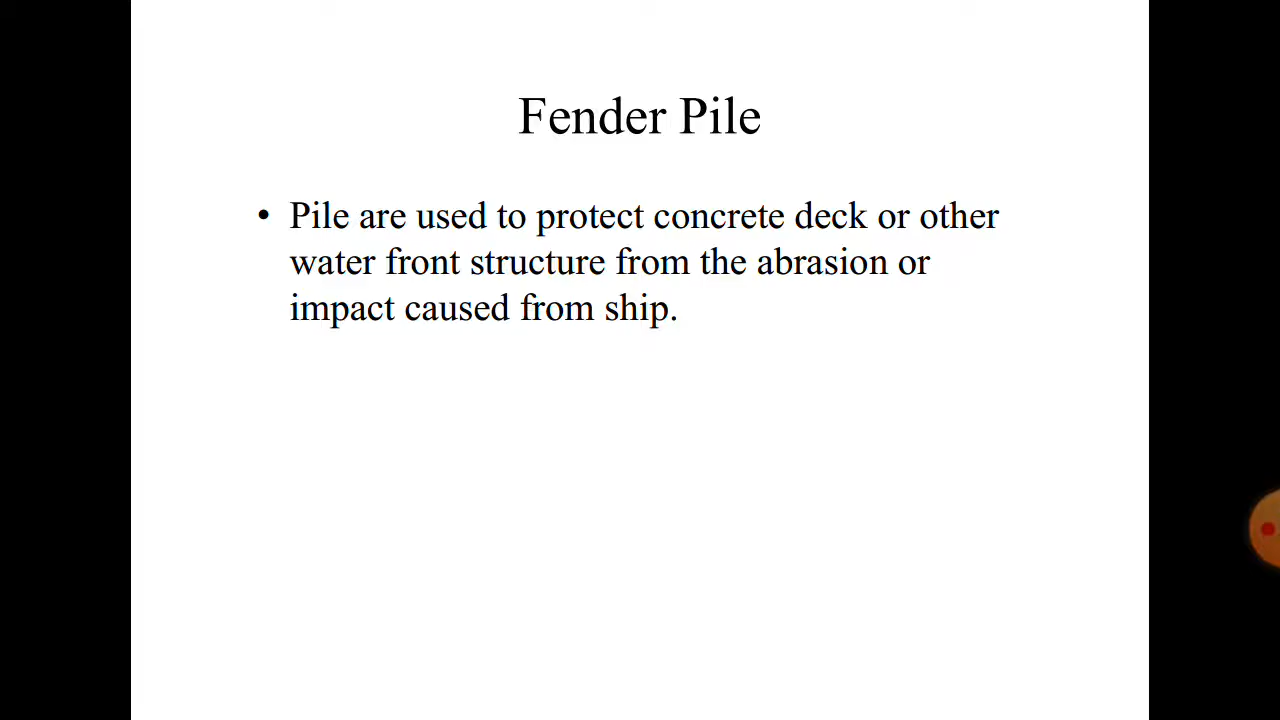 Fender Pile
• Pile are used to protect concrete deck or other
water front structure from the abrasion or
impact caused from ship.